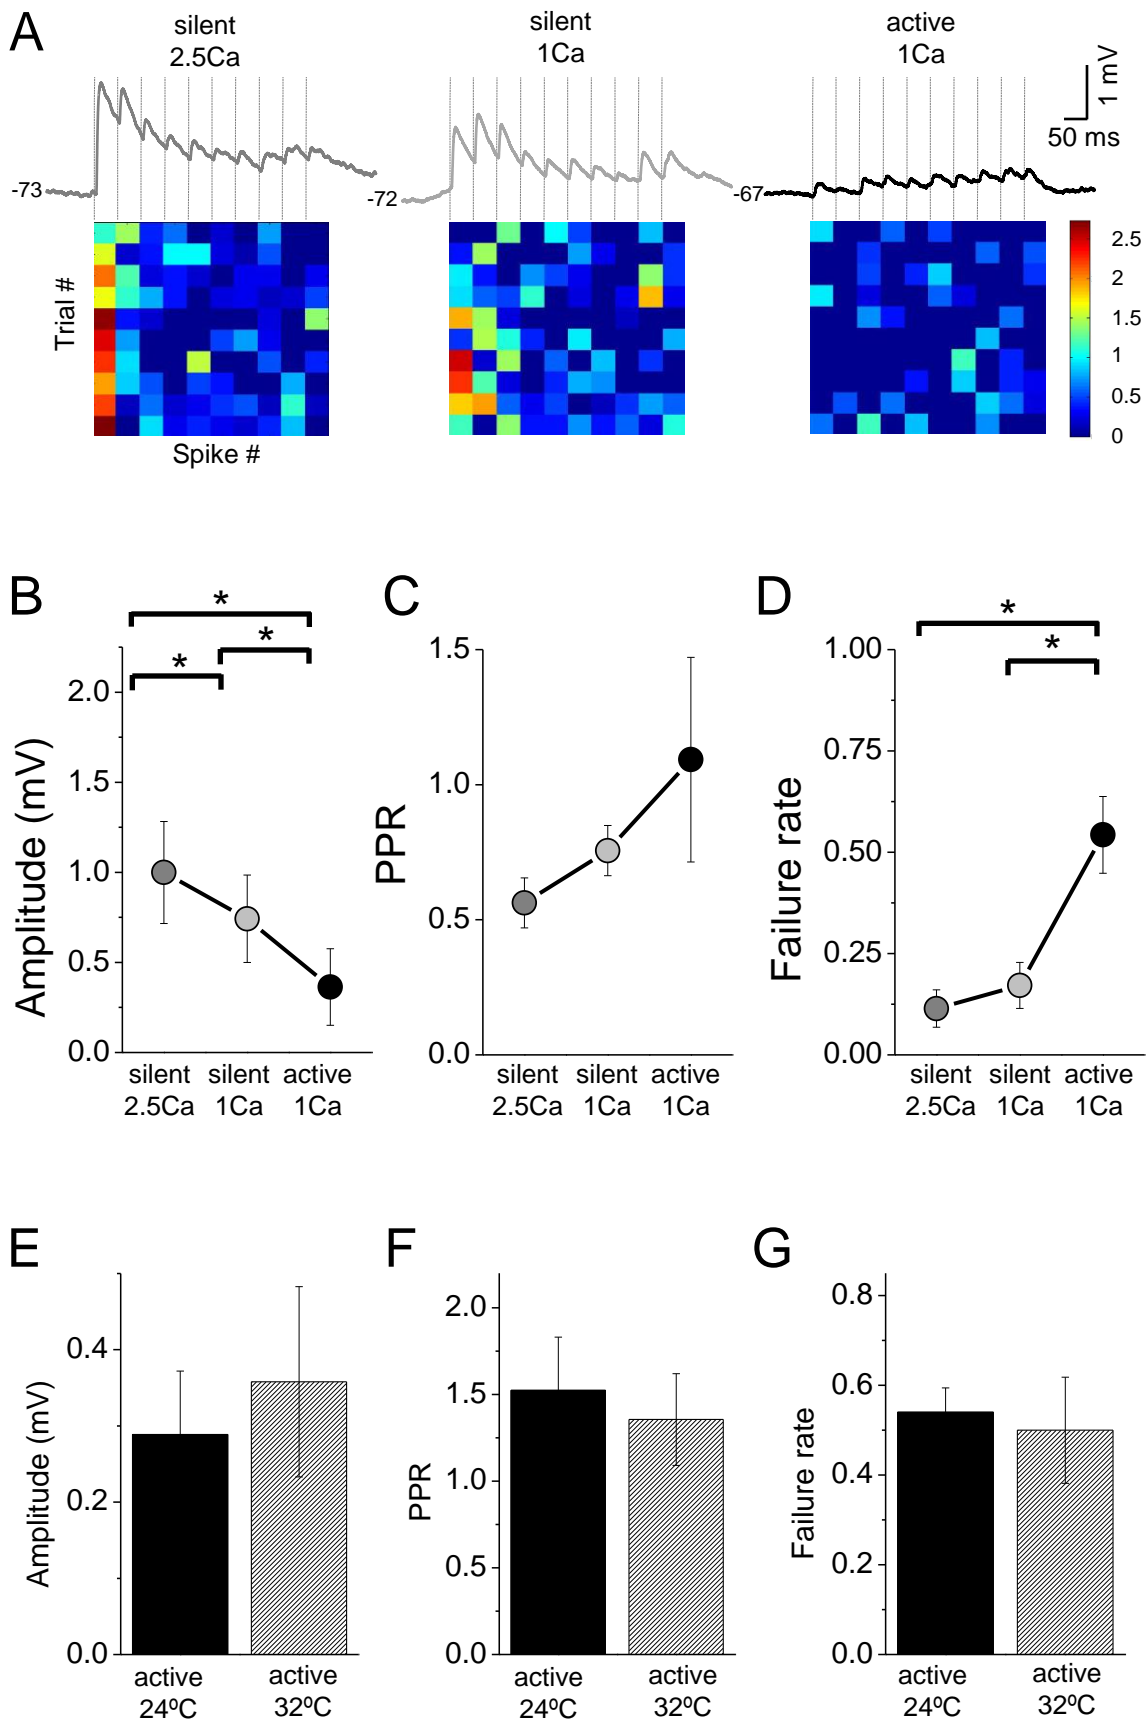 A
silent
2.5Ca
silent
1Ca
active
1Ca
1 mV
50 ms
-73
-72
-67
Trial #
Spike #
2.5
2
1.5
1
0.5
0
B
*
*
*
Amplitude (mV)
2.0
1.5
1.0
0.5
0.0
silent silent active
2.5Ca 1Ca 1Ca
C
PPR
1.5
1.0
0.5
0.0
silent silent active
2.5Ca 1Ca 1Ca
D
*
*
Failure rate
1.00
0.75
0.50
0.25
0.00
silent silent active
2.5Ca 1Ca 1Ca
E
Amplitude (mV)
0.4
0.2
0.0
active active
24ºC 32ºC
F
PPR
2.0
1.5
1.0
0.5
0.0
active active
24ºC 32ºC
G
Failure rate
0.8
0.6
0.4
0.2
0.0
active active
24ºC 32ºC